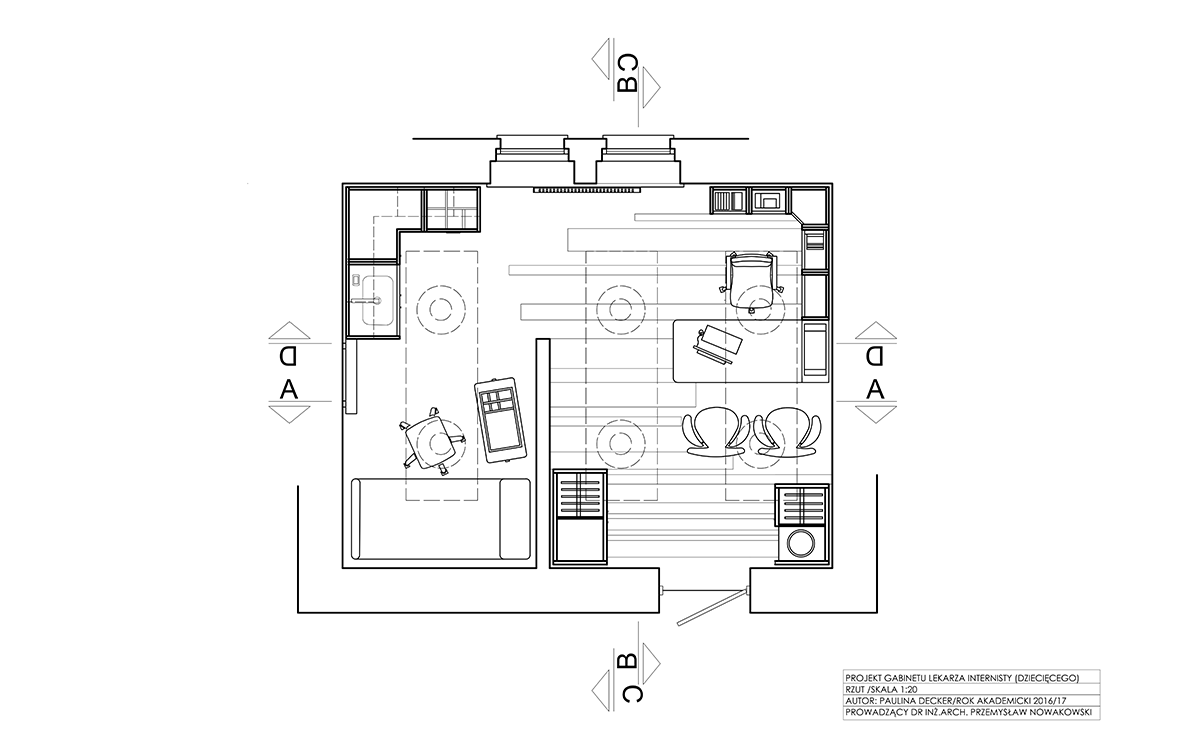 C
B
D
A
D
A
B
C
PROJEKT GABINETU LEKARZA INTERNISTY (DZIECIĘCEGO)
RZUT /SKALA 1:20
AUTOR: PAULINA DECKER/ROK AKADEMICKI 2016/17
PROWADZĄCY DR INŻ.ARCH. PRZEMYSŁAW NOWAKOWSKI